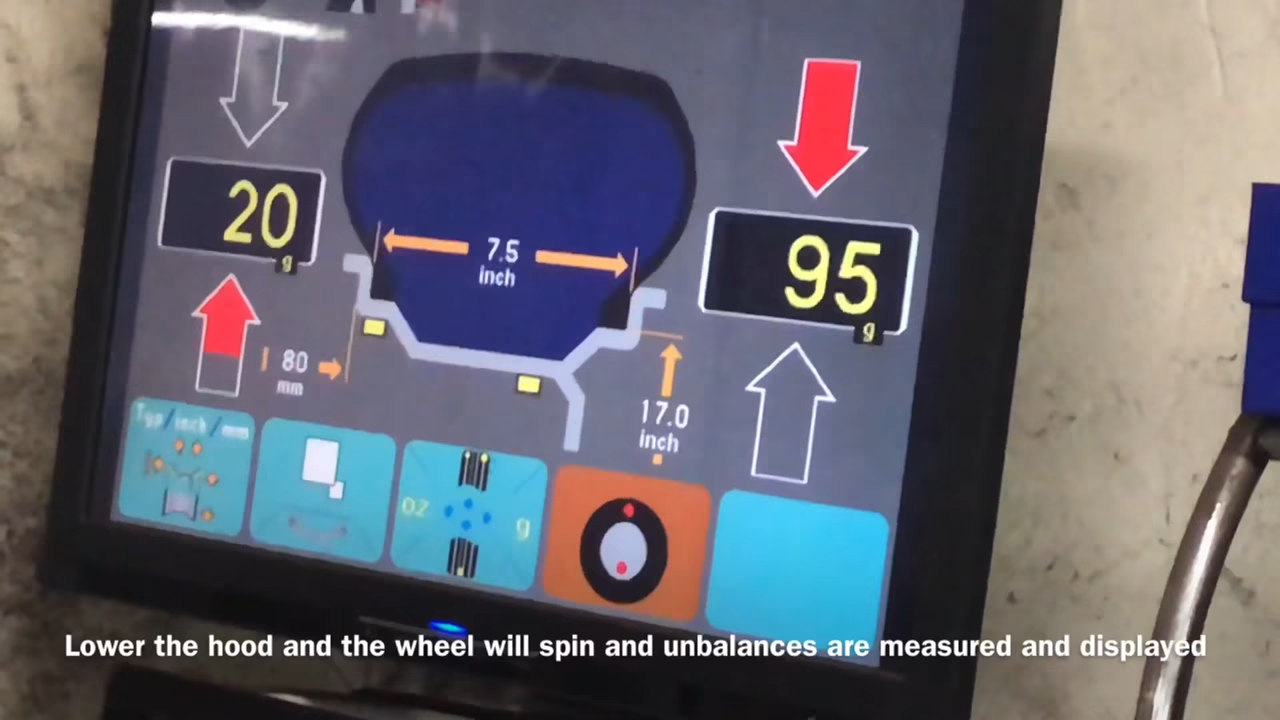 20
g
7.5
inch
95
g
80
mm
17.0
inch
Typ/inch/mm
oz
g
Lower the hood and the wheel will spin and unbalances are measured and displayed